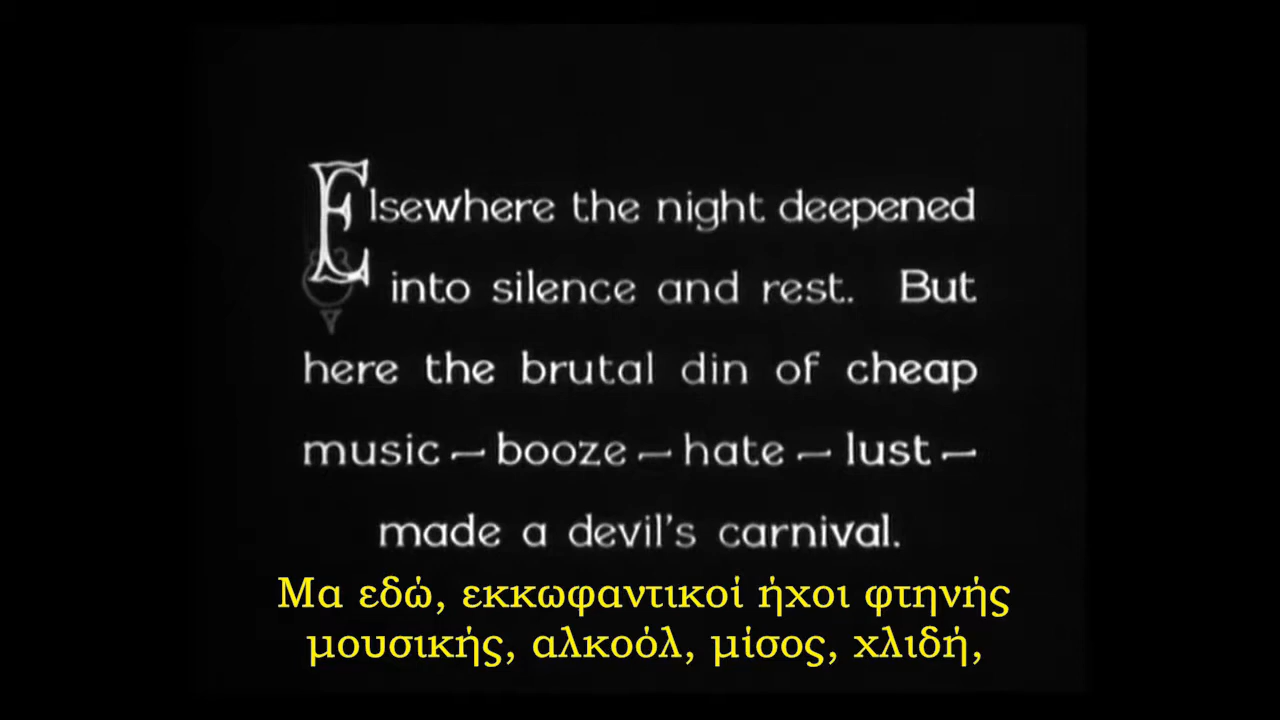 Elsewhere the night deepened
into silence and rest. But
here the brutal din of cheap
music — booze — hate — lust —
made a devil's carnival.
Μα εδώ, εκκωφαντικοί ήχοι φτηνής
μουσικής, αλκοόλ, μίσος, χλιδή,